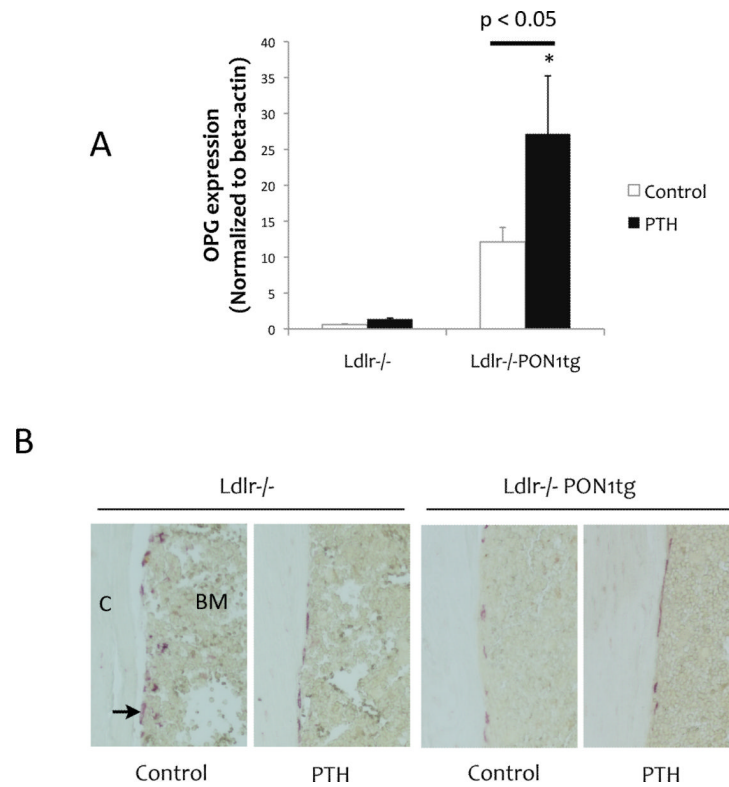 A
p < 0.05
*
OPG expression
(Normalized to beta-actin)
40
35
30
25
20
15
10
5
0
Ldlr-/-
Ldlr-/-PON1tg
Control
PTH
B
Ldlr-/-
Ldlr-/- PON1tg
C
BM
Control
PTH
Control
PTH